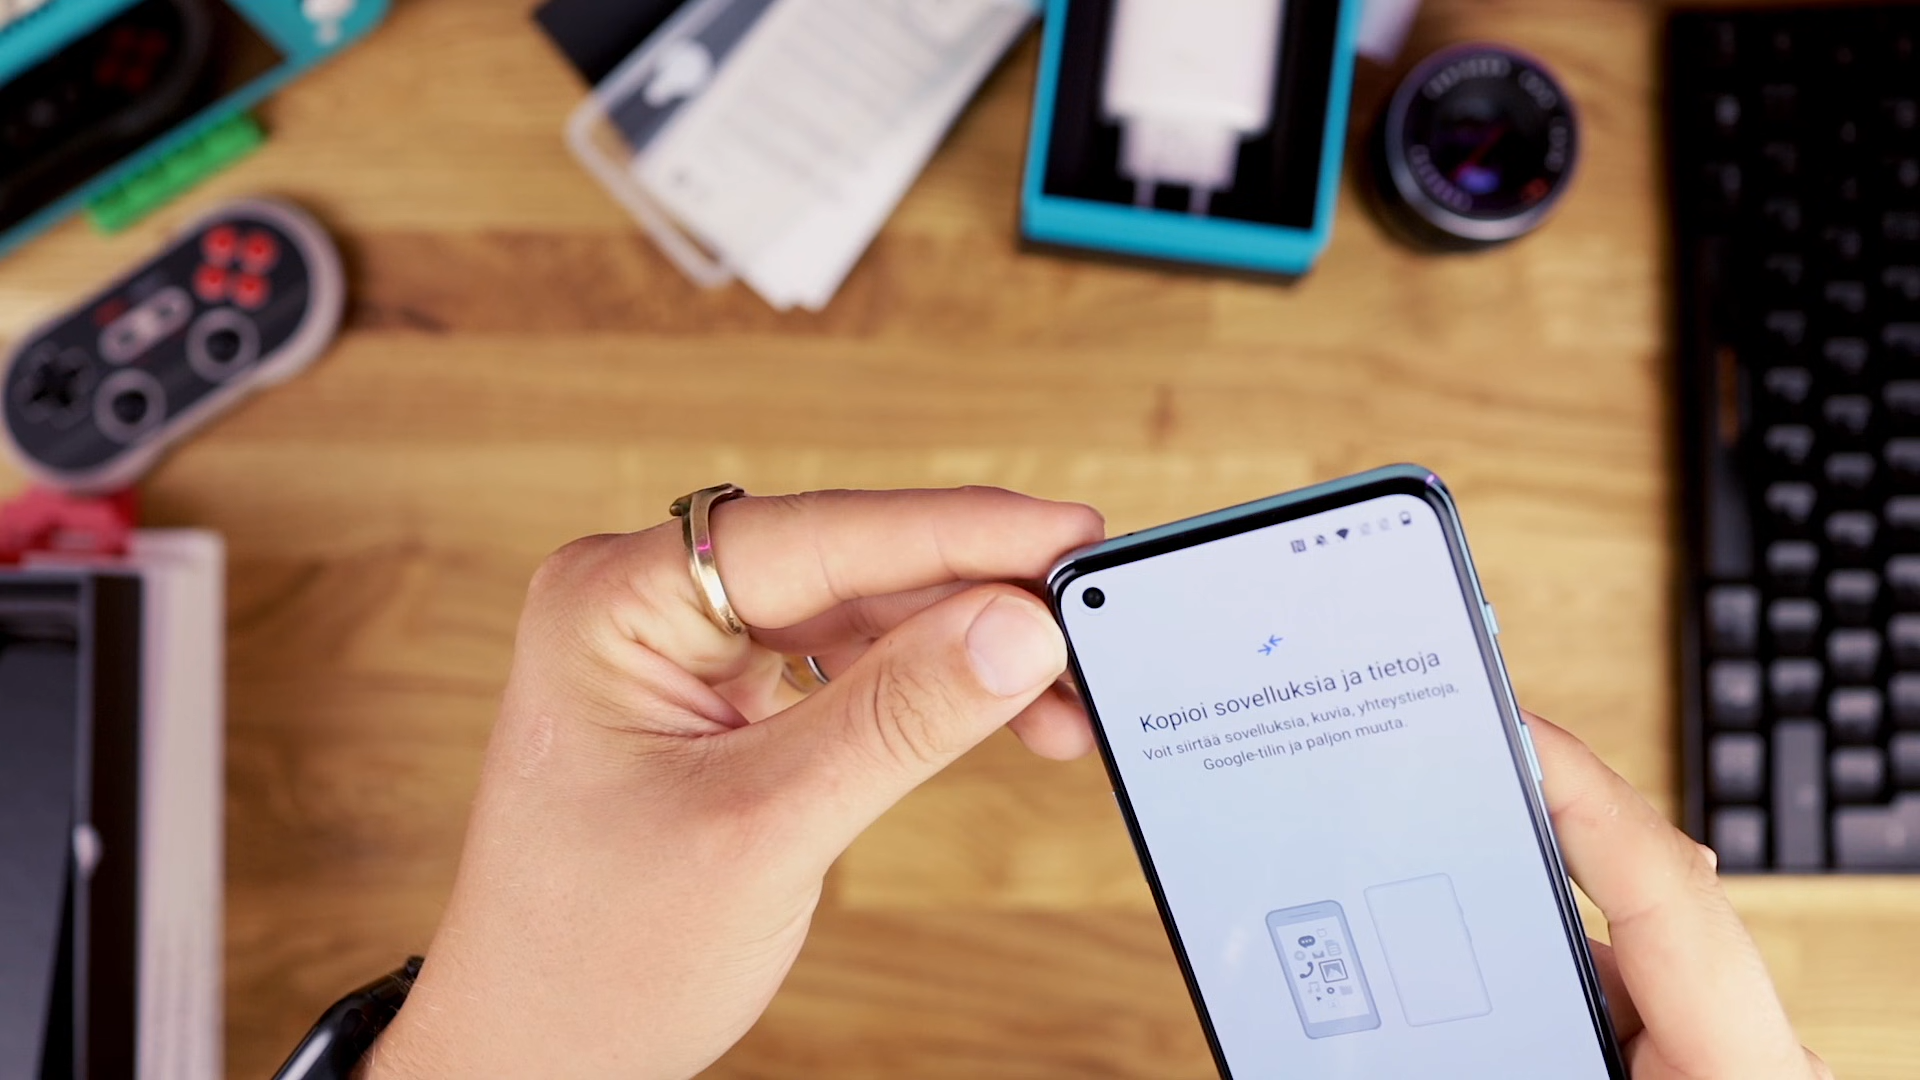 Kopioi sovelluksia ja tietoja
Voit siirtää sovelluksia, kuvia, yhteystietoja,
Google-tilin ja paljon muuta.